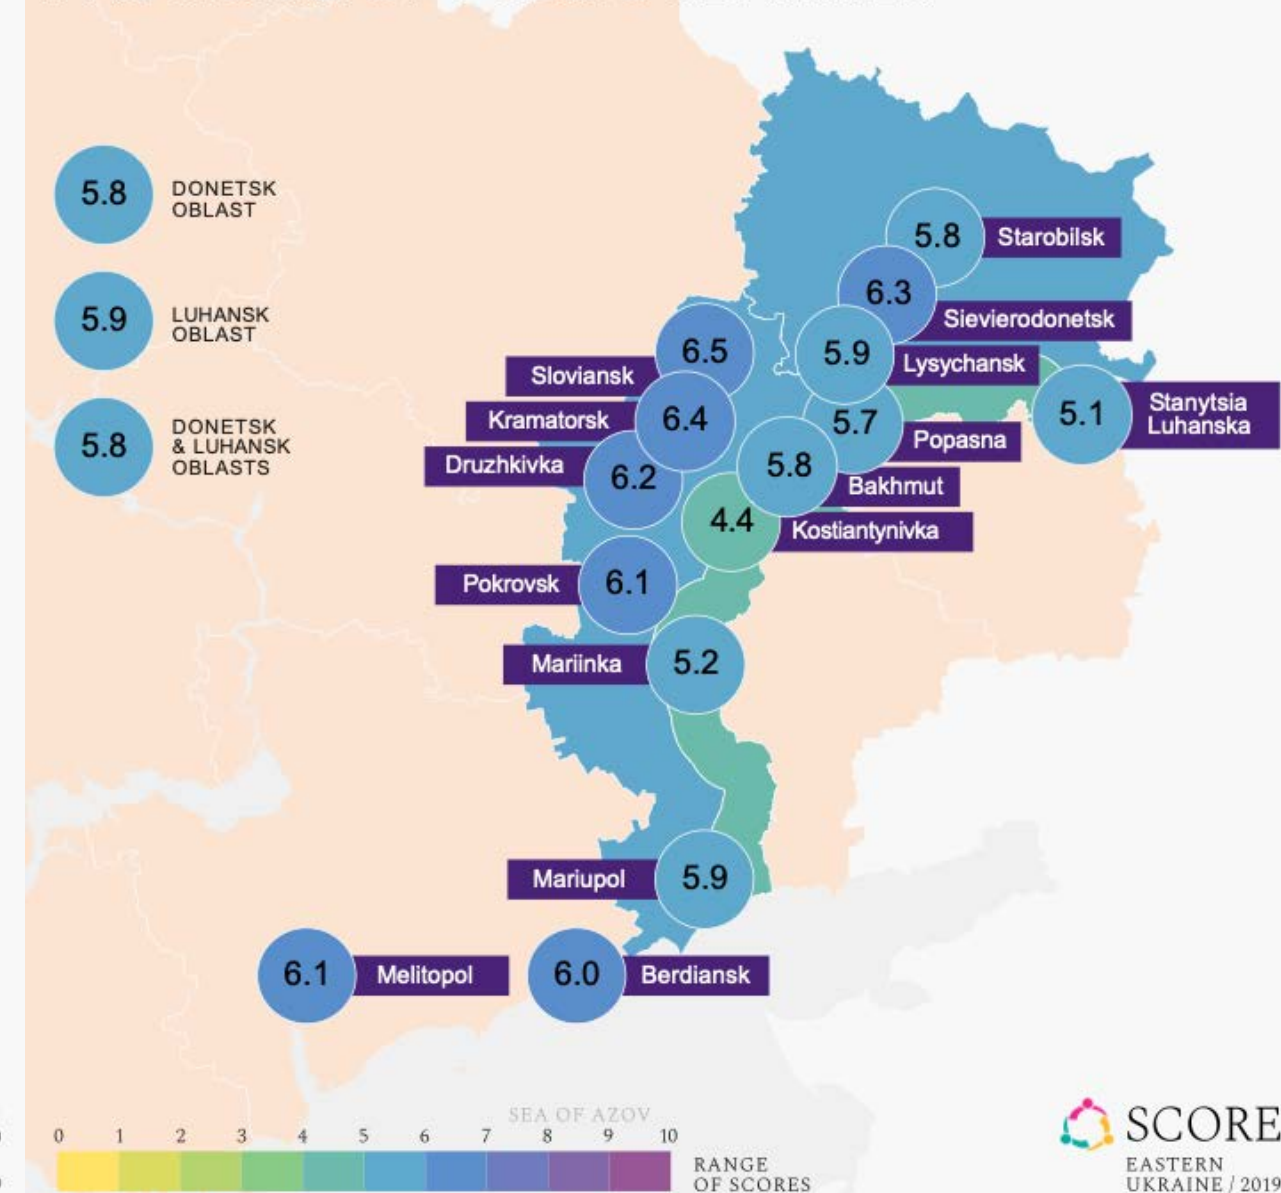 5.8 DONETSK
OBLAST
5.9 LUHANSK
OBLAST
5.8 DONETSK
& LUHANSK
OBLASTS
5.8 Starobilsk
6.3 Sievierodonetsk
6.5 Sloviansk
5.9 Lysychansk
Kramatorsk 6.4
5.1 Stanytsia
Luhanska
5.7 Popasna
Druzhkivka 6.2
5.8 Bakhmut
4.4 Kostiantynivka
Pokrovsk 6.1
Mariinka 5.2
Mariupol 5.9
6.1 Melitopol
6.0 Berdiansk
SEA OF AZOV
0 1 2 3 4 5 6 7 8 9 10
RANGE
OF SCORES
SCORE
EASTERN
UKRAINE / 2019